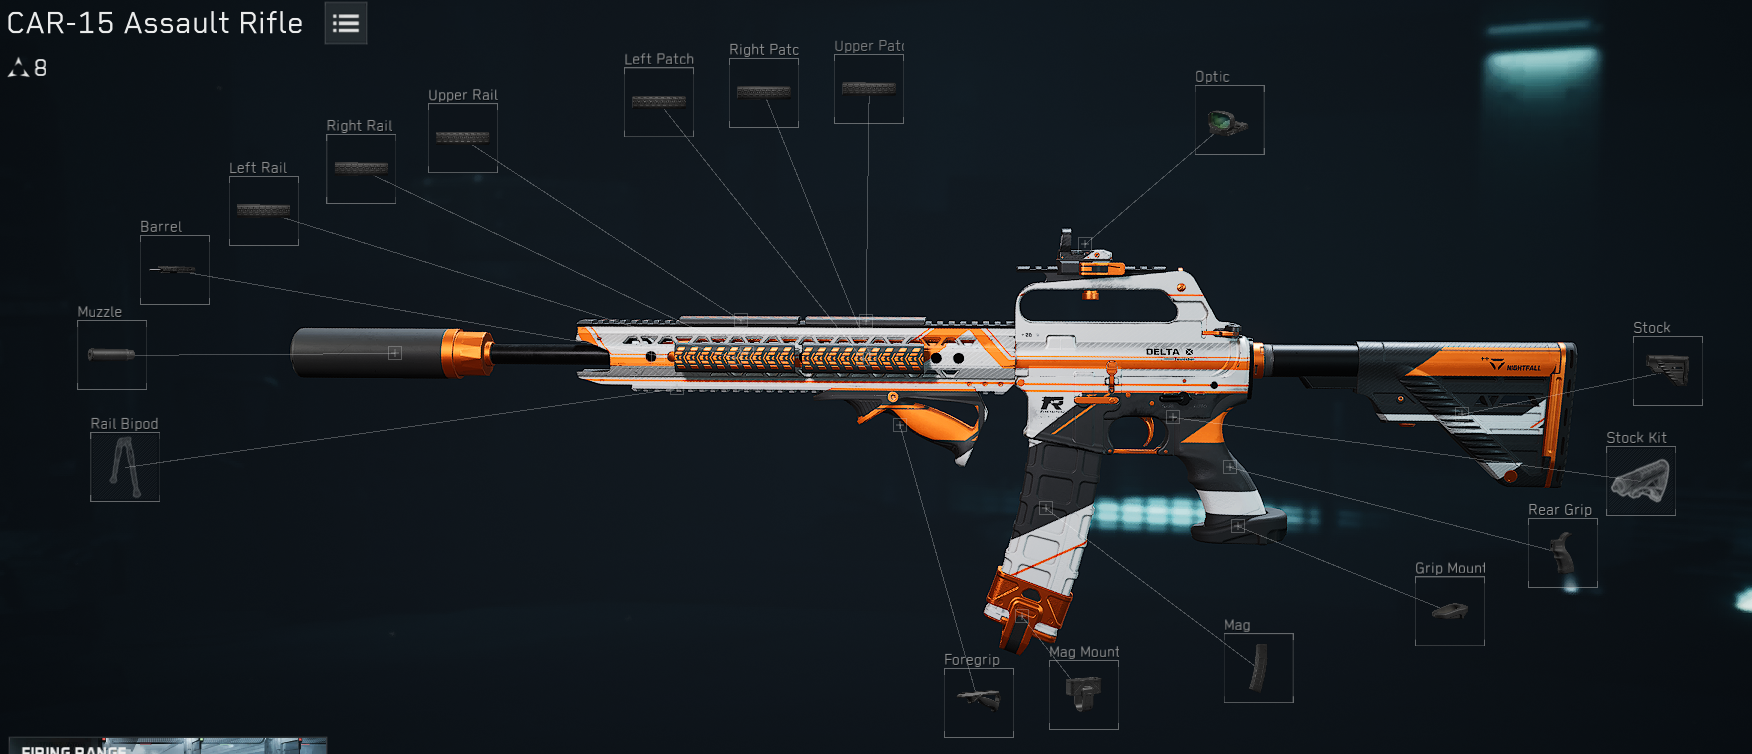 CAR-15 Assault Rifle
8
Upper Patc
Right Patc
Left Patch
Optic
Upper Rail
Right Rail
Left Rail
Barrel
Muzzle
Stock
DELTA X
NIGHTFALL
R
Rail Bipod
Stock Kit
Rear Grip
Grip Mount
Mag
Mag Mount
Foregrip
FIRING RANGE